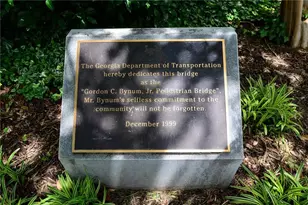 The Georgia Department of Transportation
hereby dedicates this bridge
as the
"Gordon C. Bynum, Jr. Pedestrian Bridge".
Mr. Bynum's selfless commitment to the
community will not be forgotten.
December 1999